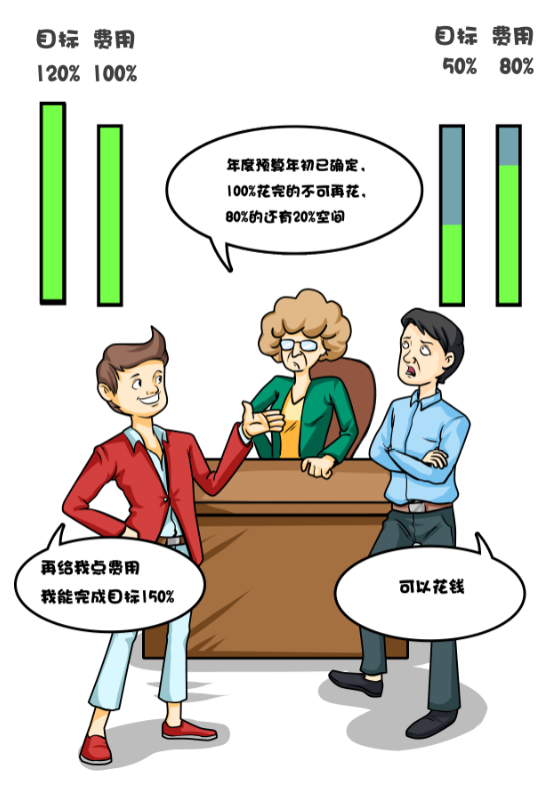 目标 费用
120% 100%
目标 费用
50% 80%
年度预算年初已确定，
100%花完的不可再花，
80%的还有20%空间
再给我点费用
我能完成目标150%
可以花钱